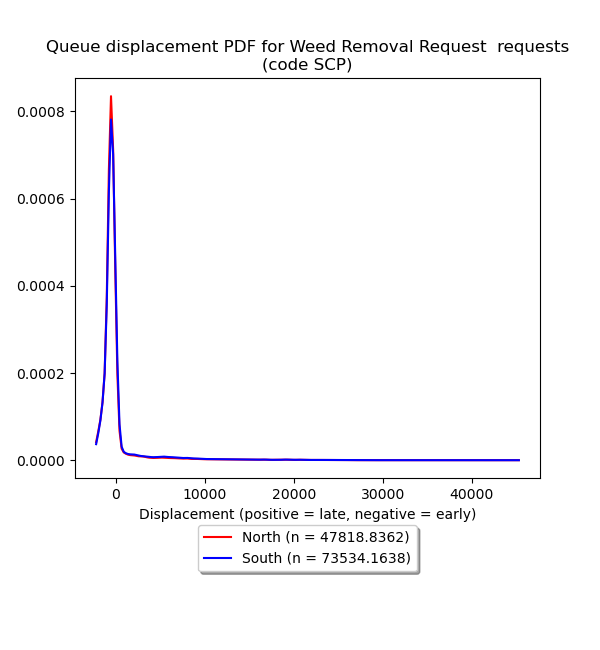 Queue displacement PDF for Weed Removal Request  requests
(code SCP)
0.0008
0.0006
0.0004
0.0002
0.0000
0 10000 20000 30000 40000
Displacement (positive = late, negative = early)
North (n = 47818.8362)
South (n = 73534.1638)